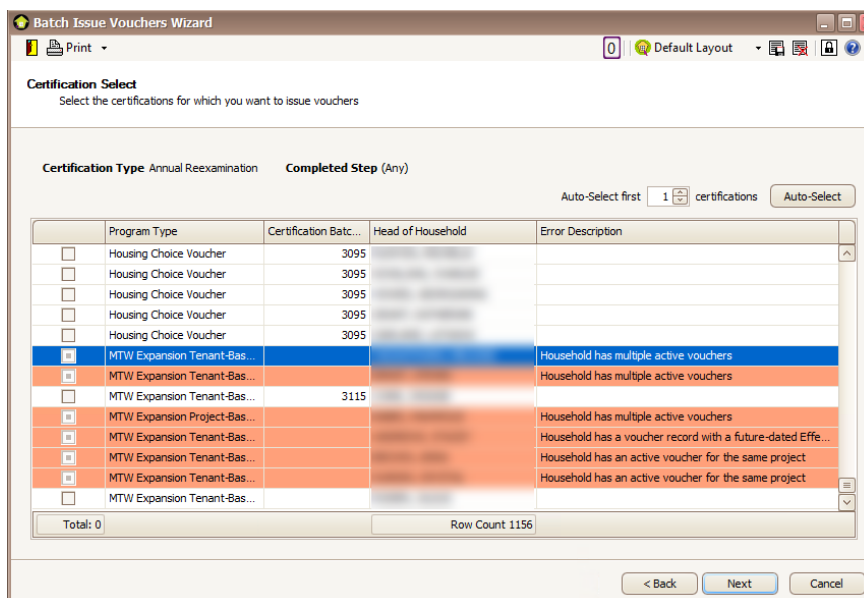 Batch Issue Vouchers Wizard
Print 0 Default Layout
Certification Select
Select the certifications for which you want to issue vouchers
Certification Type Annual Reexamination Completed Step (Any)
Auto-Select first 1 certifications Auto-Select
Program Type Certification Batc... Head of Household Error Description
Housing Choice Voucher 3095
Housing Choice Voucher 3095
Housing Choice Voucher 3095
Housing Choice Voucher 3095
Housing Choice Voucher 3095
MTW Expansion Tenant-Bas... Household has multiple active vouchers
MTW Expansion Tenant-Bas... Household has multiple active vouchers
MTW Expansion Tenant-Bas... 3115
MTW Expansion Project-Bas... Household has multiple active vouchers
MTW Expansion Tenant-Bas... Household has a voucher record with a future-dated Effe...
MTW Expansion Tenant-Bas... Household has an active voucher for the same project
MTW Expansion Tenant-Bas... Household has an active voucher for the same project
MTW Expansion Tenant-Bas...
Total: 0 Row Count 1156
< Back Next Cancel